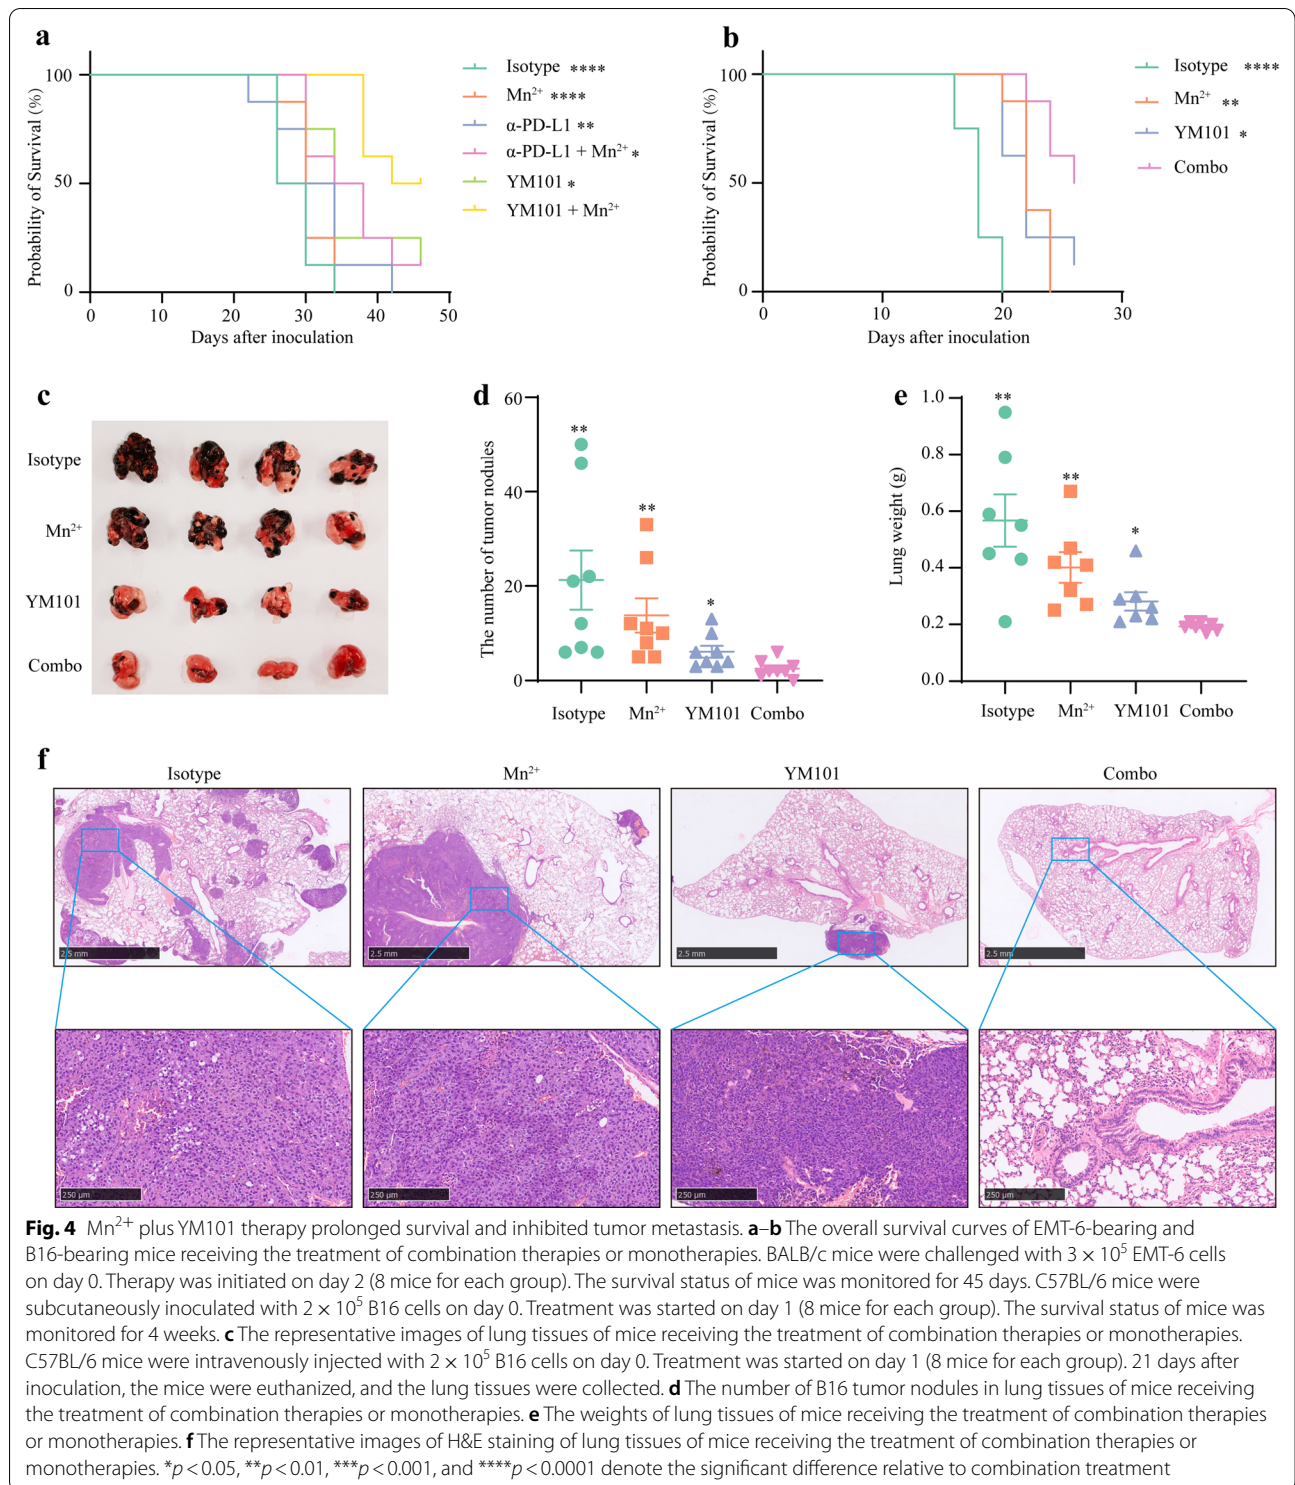 a
100
50
0
Probability of Survival (%)
0 10 20 30 40 50
Days after inoculation
Isotype ****
Mn²⁺ ****
α-PD-L1 **
α-PD-L1 + Mn²⁺ *
YM101 *
YM101 + Mn²⁺
b
100
50
0
Probability of Survival (%)
0 10 20 30
Days after inoculation
Isotype ****
Mn²⁺ **
YM101 *
Combo
c
Isotype
Mn²⁺
YM101
Combo
d
60
40
20
0
The number of tumor nodules
** ** *
Isotype Mn²⁺ YM101 Combo
e
1.0
0.8
0.6
0.4
0.2
0.0
Lung weight (g)
** ** *
Isotype Mn²⁺ YM101 Combo
f
Isotype Mn²⁺ YM101 Combo
2.5 mm 2.5 mm 2.5 mm 2.5 mm
250 µm 250 µm 250 µm 250 µm
Fig. 4 Mn²⁺ plus YM101 therapy prolonged survival and inhibited tumor metastasis. a–b The overall survival curves of EMT-6-bearing and
B16-bearing mice receiving the treatment of combination therapies or monotherapies. BALB/c mice were challenged with 3 × 10⁵ EMT-6 cells
on day 0. Therapy was initiated on day 2 (8 mice for each group). The survival status of mice was monitored for 45 days. C57BL/6 mice were
subcutaneously inoculated with 2 × 10⁵ B16 cells on day 0. Treatment was started on day 1 (8 mice for each group). The survival status of mice was
monitored for 4 weeks. c The representative images of lung tissues of mice receiving the treatment of combination therapies or monotherapies.
C57BL/6 mice were intravenously injected with 2 × 10⁵ B16 cells on day 0. Treatment was started on day 1 (8 mice for each group). 21 days after
inoculation, the mice were euthanized, and the lung tissues were collected. d The number of B16 tumor nodules in lung tissues of mice receiving
the treatment of combination therapies or monotherapies. e The weights of lung tissues of mice receiving the treatment of combination therapies
or monotherapies. f The representative images of H&E staining of lung tissues of mice receiving the treatment of combination therapies or
monotherapies. *p < 0.05, **p < 0.01, ***p < 0.001, and ****p < 0.0001 denote the significant difference relative to combination treatment